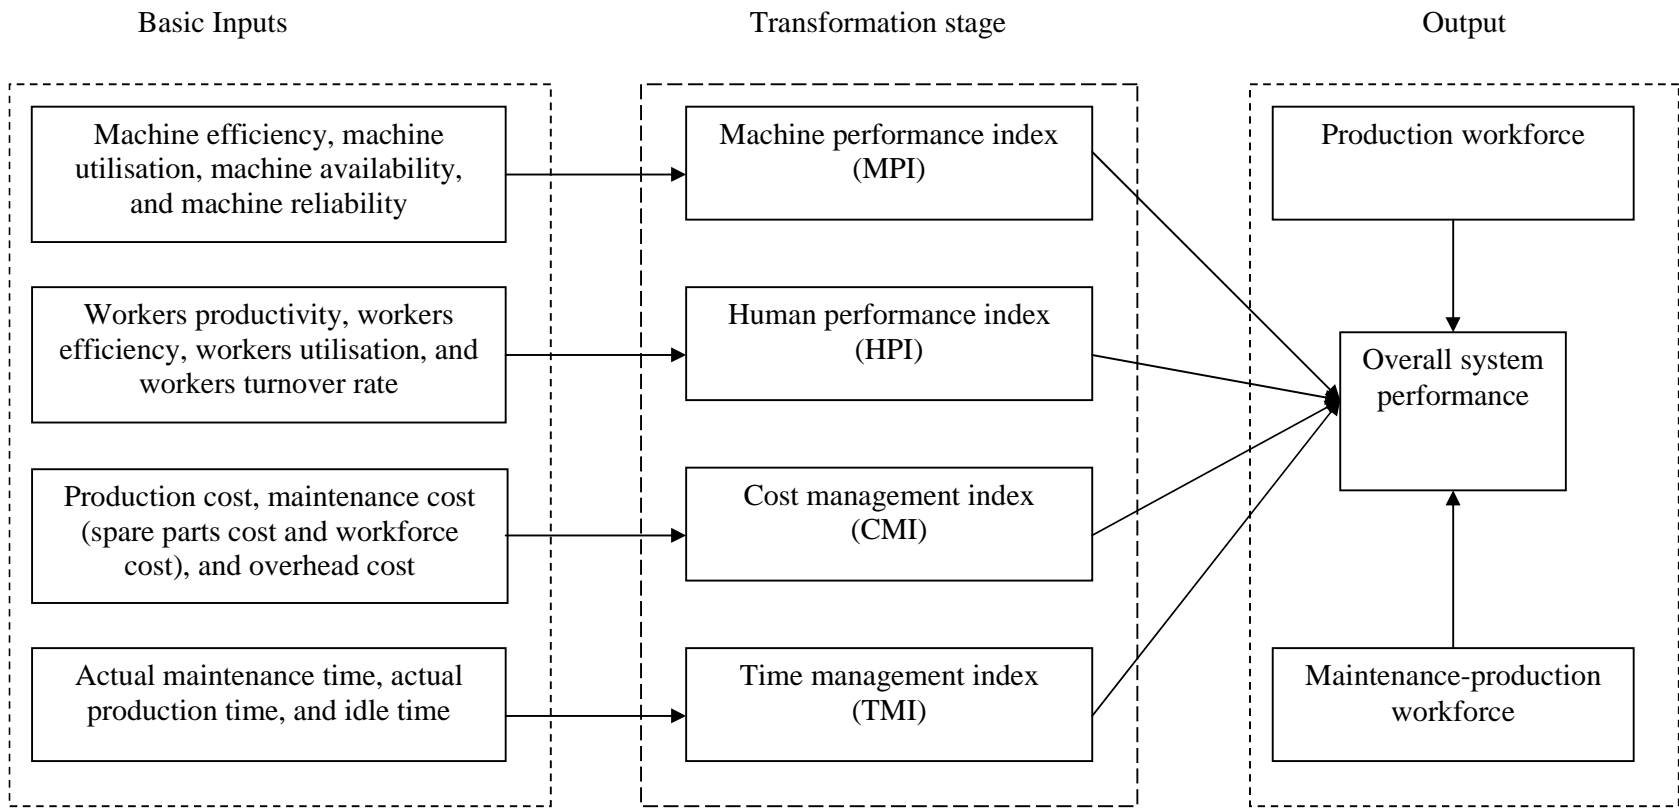 Basic Inputs
Transformation stage
Output
Machine efficiency, machine
utilisation, machine availability,
and machine reliability
Machine performance index
(MPI)
Production workforce
Workers productivity, workers
efficiency, workers utilisation, and
workers turnover rate
Human performance index
(HPI)
Overall system
performance
Production cost, maintenance cost
(spare parts cost and workforce
cost), and overhead cost
Cost management index
(CMI)
Actual maintenance time, actual
production time, and idle time
Time management index
(TMI)
Maintenance-production
workforce